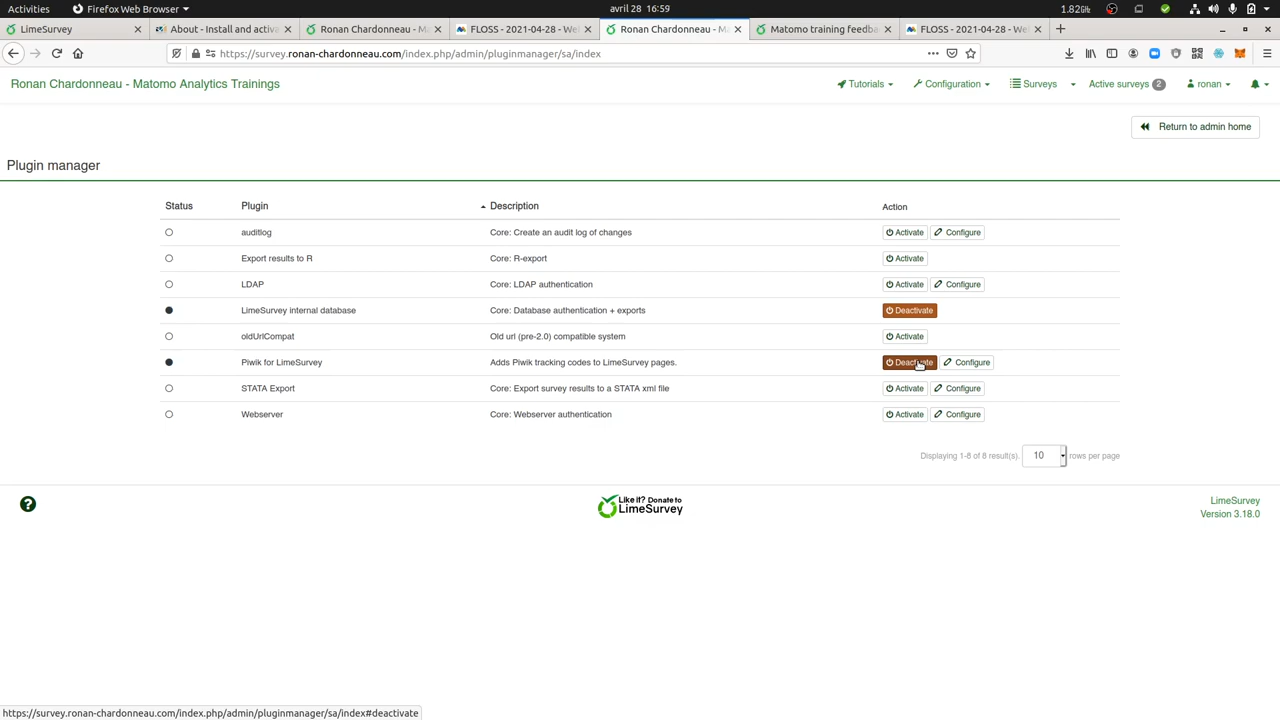 Activities
Firefox Web Browser
avril 28 16:59
1.82
LimeSurvey
About - Install and activa
Ronan Chardonneau - Ma
FLOSS - 2021-04-28 - We
Ronan Chardonneau - Ma
Matomo training feedba
FLOSS - 2021-04-28 - We
https://survey.ronan-chardonneau.com/index.php/admin/pluginmanager/sa/index
Ronan Chardonneau - Matomo Analytics Trainings
Tutorials
Configuration
Surveys
Active surveys 2
ronan
Return to admin home
Plugin manager
Status Plugin Description Action
auditlog Core: Create an audit log of changes Activate Configure
Export results to R Core: R-export Activate
LDAP Core: LDAP authentication Activate Configure
LimeSurvey internal database Core: Database authentication + exports Deactivate
oldUrlCompat Old url (pre-2.0) compatible system Activate
Piwik for LimeSurvey Adds Piwik tracking codes to LimeSurvey pages. Deactivate Configure
STATA Export Core: Export survey results to a STATA xml file Activate Configure
Webserver Core: Webserver authentication Activate Configure
Displaying 1-8 of 8 result(s). 10 rows per page
Like it? Donate to
LimeSurvey
LimeSurvey
Version 3.18.0
https://survey.ronan-chardonneau.com/index.php/admin/pluginmanager/sa/index#deactivate